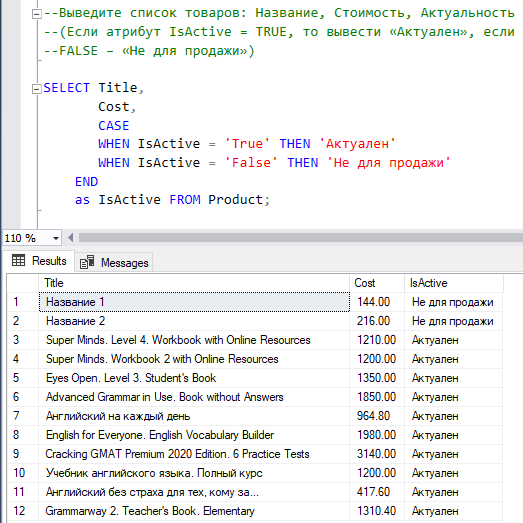 --Выведите список товаров: Название, Стоимость, Актуальность
--(Если атрибут IsActive = TRUE, то вывести «Актуален», если
--FALSE – «Не для продажи»)
SELECT Title,
Cost,
CASE
WHEN IsActive = 'True' THEN 'Актуален'
WHEN IsActive = 'False' THEN 'Не для продажи'
END
as IsActive FROM Product;
110 %
Results Messages
Title Cost IsActive
1 Название 1 144.00 Не для продажи
2 Название 2 216.00 Не для продажи
3 Super Minds. Level 4. Workbook with Online Resources 1210.00 Актуален
4 Super Minds. Workbook 2 with Online Resources 1200.00 Актуален
5 Eyes Open. Level 3. Student's Book 1350.00 Актуален
6 Advanced Grammar in Use. Book without Answers 1850.00 Актуален
7 Английский на каждый день 964.80 Актуален
8 English for Everyone. English Vocabulary Builder 1980.00 Актуален
9 Cracking GMAT Premium 2020 Edition. 6 Practice Tests 3140.00 Актуален
10 Учебник английского языка. Полный курс 1200.00 Актуален
11 Английский без страха для тех, кому за... 417.60 Актуален
12 Grammarway 2. Teacher's Book. Elementary 1310.40 Актуален